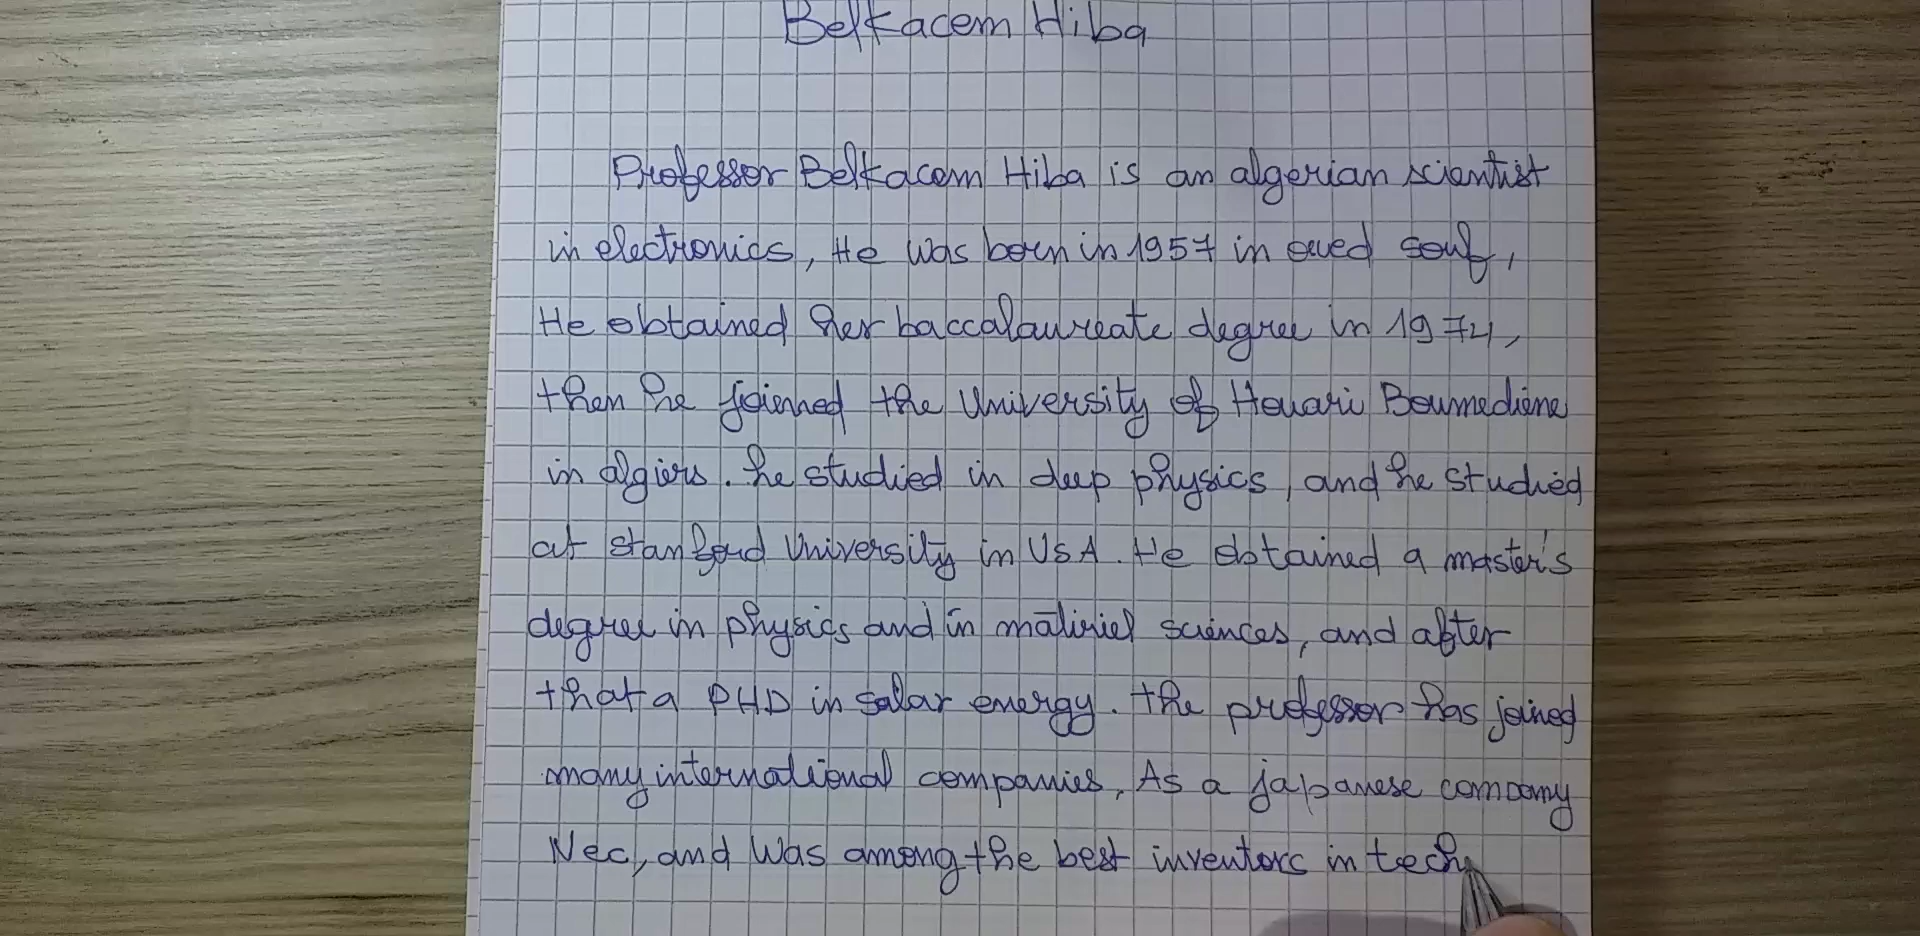 Belkacem Hiba
Professor Belkacem Hiba is an algerian scientist
in electronics, He was born in 1957 in oued souf,
He obtained her baccalaureate degree in 1974,
then he joienned the University of Houari Boumediene
in algiers. he studied in deep physics, and he studied
at stanford University in USA. He obtained a master's
degree in physics and in matiriel sciences, and after
that a PHD in solar energy. the professor has joined
many international companies, As a japanese company
Nec, and was among the best inventors in tech